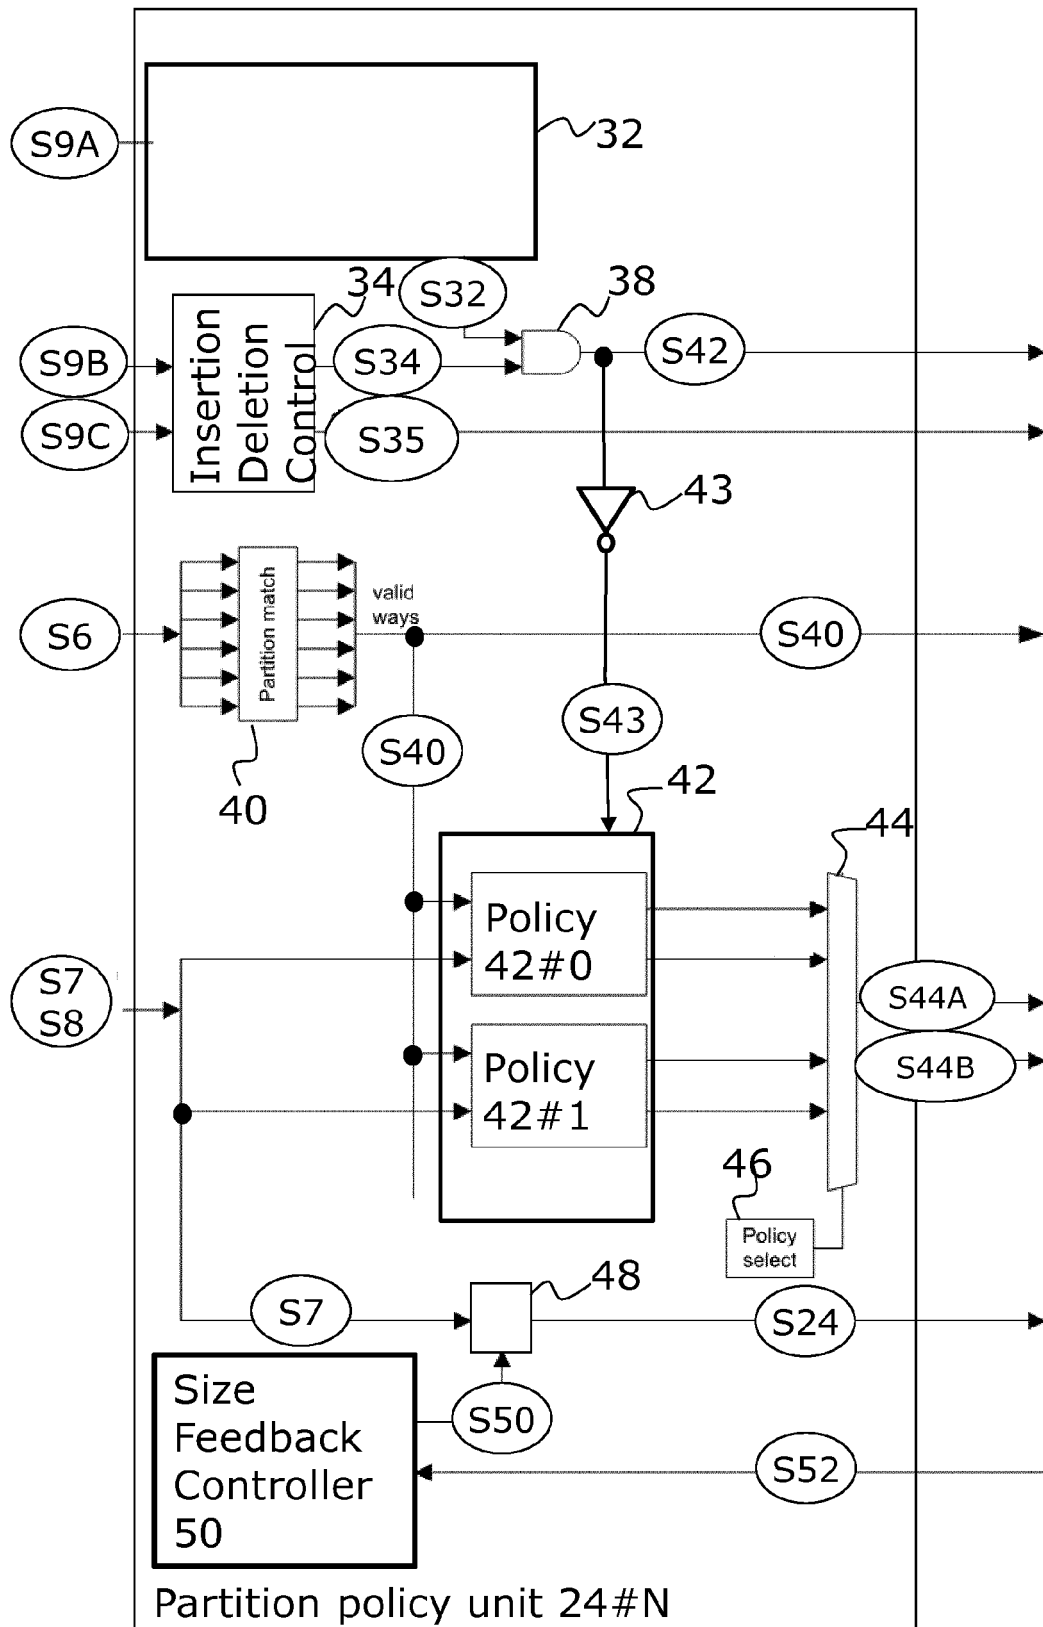 S9A
32
34
S32
38
S9B
Insertion
Deletion
Control
S34
S42
S9C
S35
43
S6
Partition match
valid
ways
S40
S43
S40
40
42
44
S7
S8
Policy
42#0
S44A
Policy
42#1
S44B
46
Policy
select
48
S7
S24
Size
Feedback
Controller
50
S50
S52
Partition policy unit 24#N